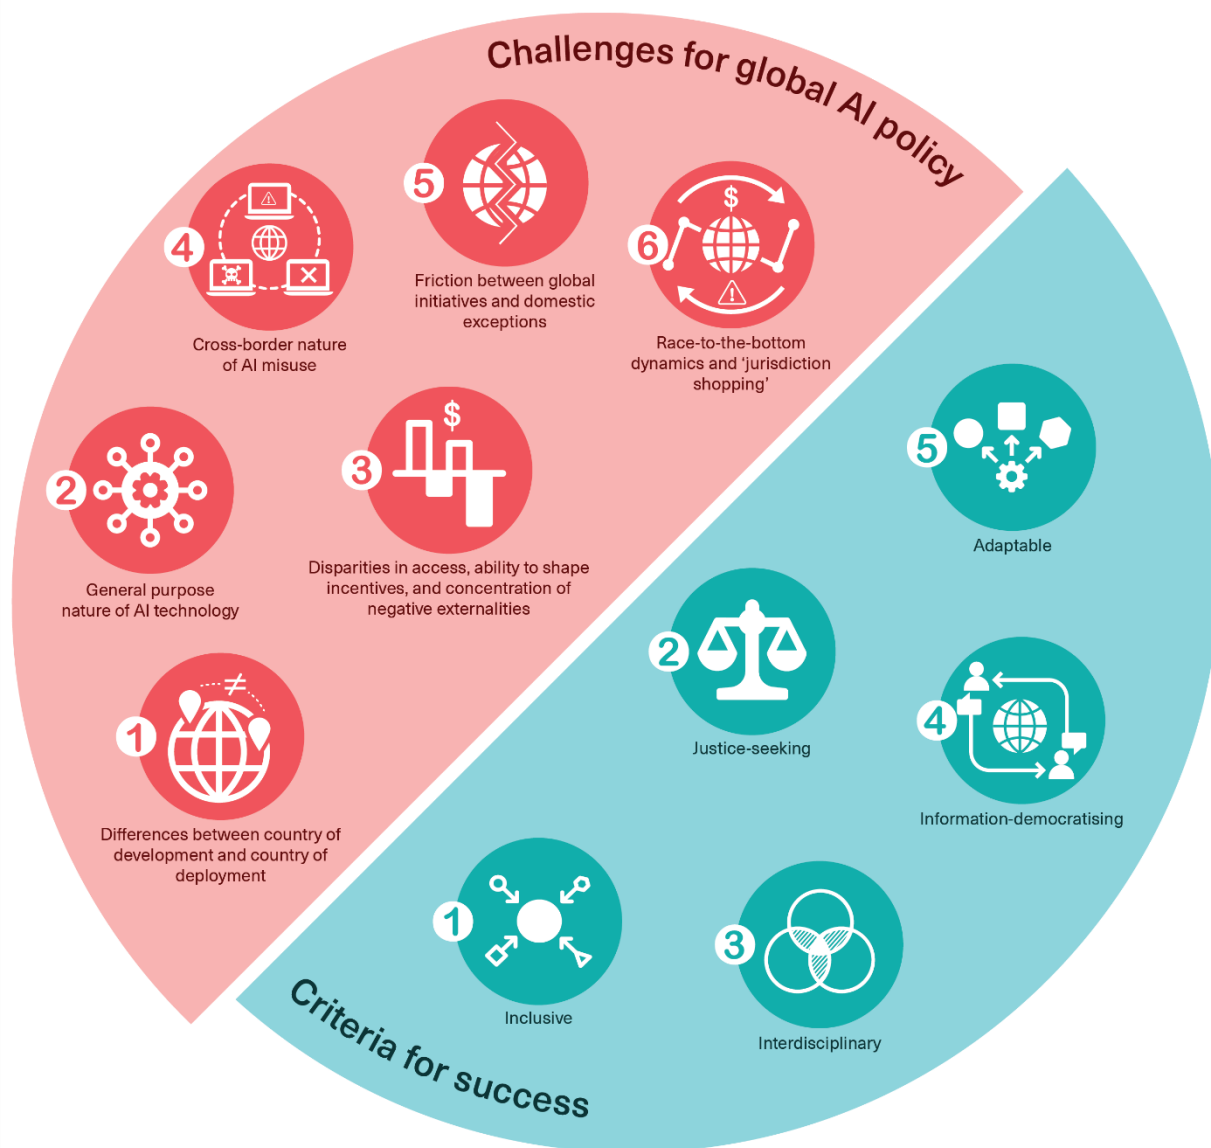 Challenges for global AI policy
5
4
6
$
Friction between global
initiatives and domestic
exceptions
Cross-border nature
of AI misuse
Race-to-the-bottom
dynamics and ‘jurisdiction
shopping’
2
3
$
General purpose
nature of AI technology
Disparities in access, ability to shape
incentives, and concentration of
negative externalities
1
≠
Differences between country of
development and country of
deployment
5
Adaptable
2
Justice-seeking
4
Information-democratising
1
Inclusive
3
Interdisciplinary
Criteria for success